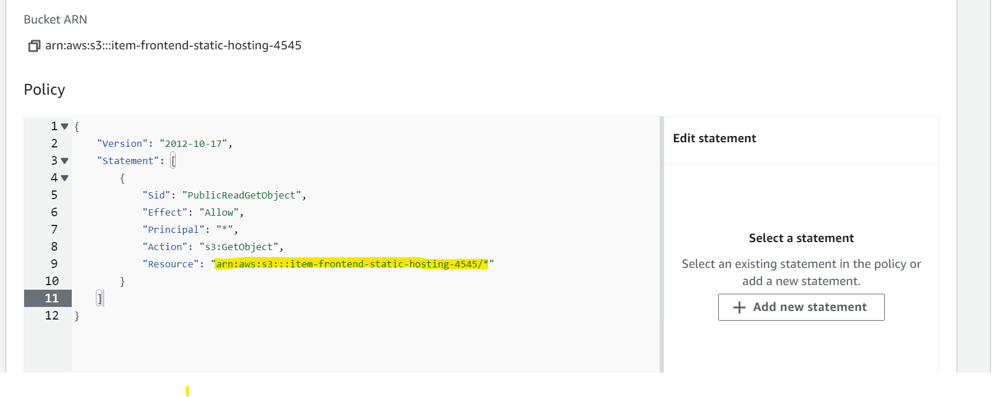 Bucket ARN
arn:aws:s3:::item-frontend-static-hosting-4545
Policy
1 {
2     "Version": "2012-10-17",
3     "Statement": [
4         {
5             "Sid": "PublicReadGetObject",
6             "Effect": "Allow",
7             "Principal": "*",
8             "Action": "s3:GetObject",
9             "Resource": "arn:aws:s3:::item-frontend-static-hosting-4545/*"
10         }
11     ]
12 }
Edit statement
Select a statement
Select an existing statement in the policy or
add a new statement.
+ Add new statement